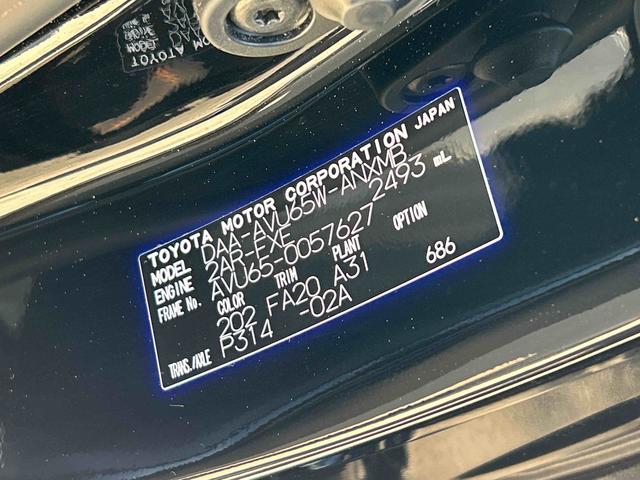 TOYOTA MOTOR CORPORATION JAPAN
MODEL DAA-AVU65W-ANXMB
ENGINE 2AR-FXE 2493 mL
FRAME No. AVU65-0057627
COLOR TRIM PLANT OPTION
202 FA20 A31 686
TRANS./AXLE P314 -02A